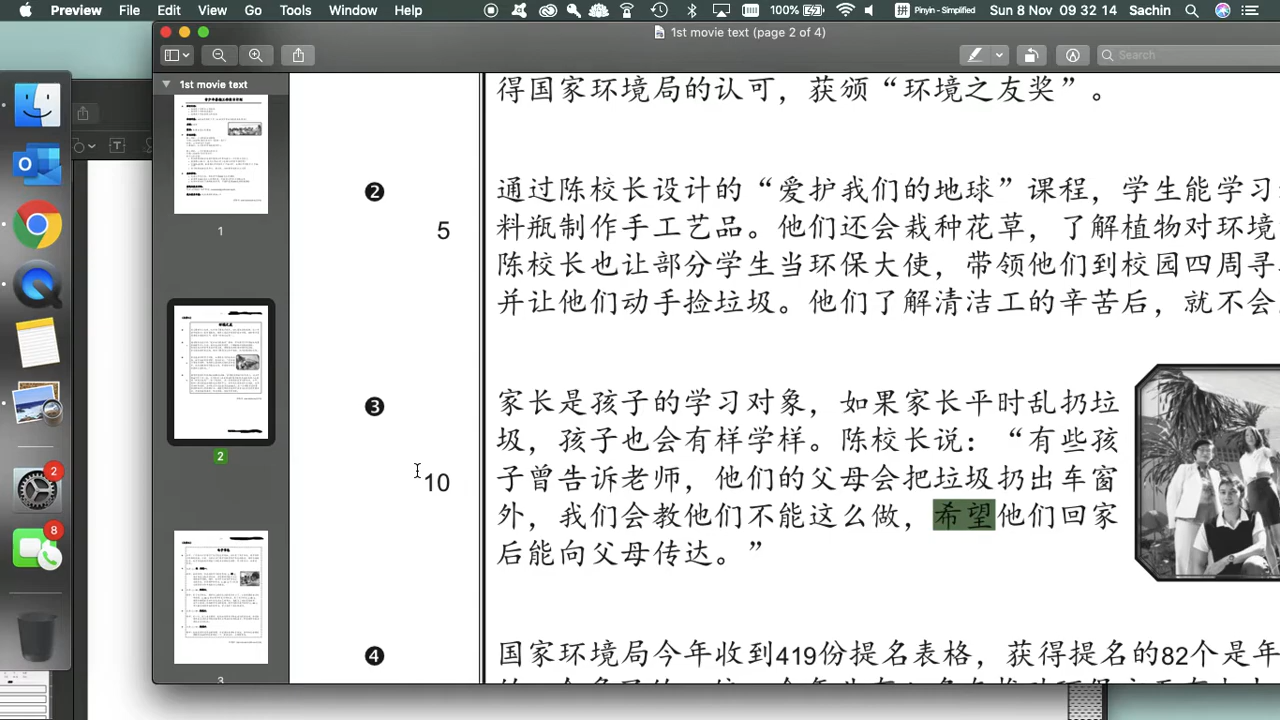 Preview File Edit View Go Tools Window Help 100% Pinyin - Simplified Sun 8 Nov 09 32 14 Sachin
1st movie text (page 2 of 4)
Search
1st movie text
1
2
3
得国家环境局的认可，获颁“环境之友奖”。
❷ 通过陈校长设计的“爱护我们的地球”课程，学生能学习
5 料瓶制作手工艺品。他们还会栽种花草，了解植物对环境
陈校长也让部分学生当环保大使，带领他们到校园四周寻
并让他们动手捡垃圾。他们了解清洁工的辛苦后，就不会
❸ 家长是孩子的学习对象，如果家长平时乱扔垃
圾，孩子也会有样学样。陈校长说：“有些孩
10 子曾告诉老师，他们的父母会把垃圾扔出车窗
外，我们会教他们不能这么做，希望他们回家
后能向父母传达。”
❹ 国家环境局今年收到419份提名表格，获得提名的82个是年
2
8